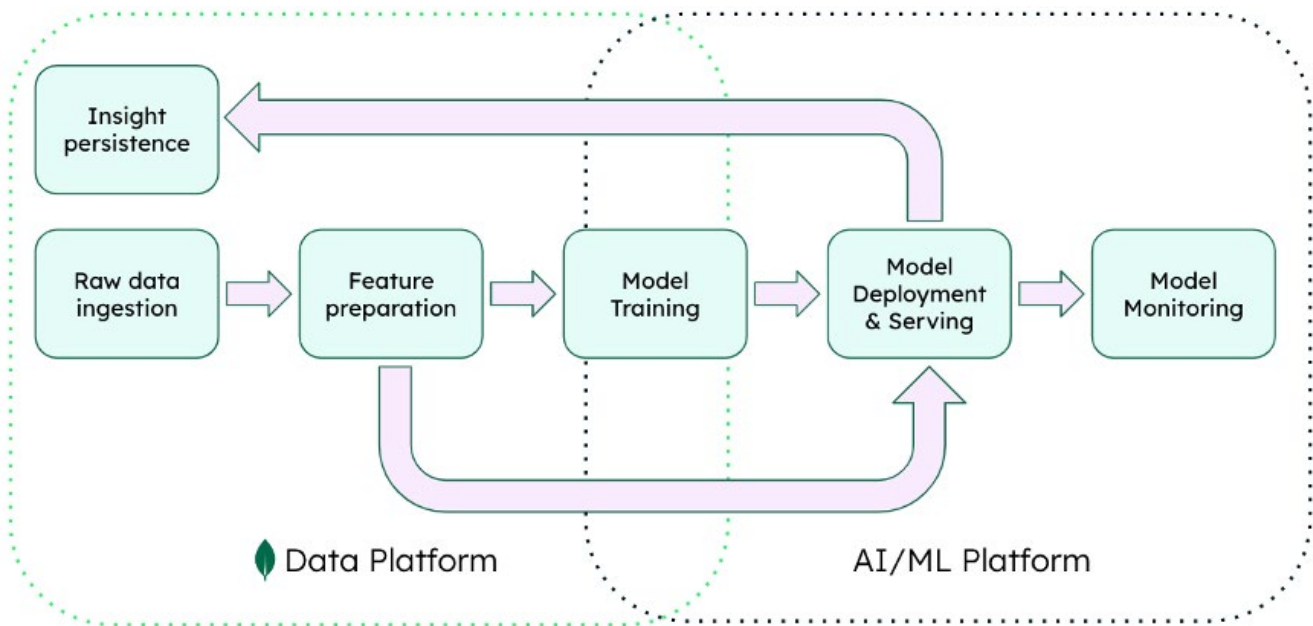 Insight
persistence
Raw data
ingestion
Feature
preparation
Model
Training
Model
Deployment
& Serving
Model
Monitoring
Data Platform
AI/ML Platform